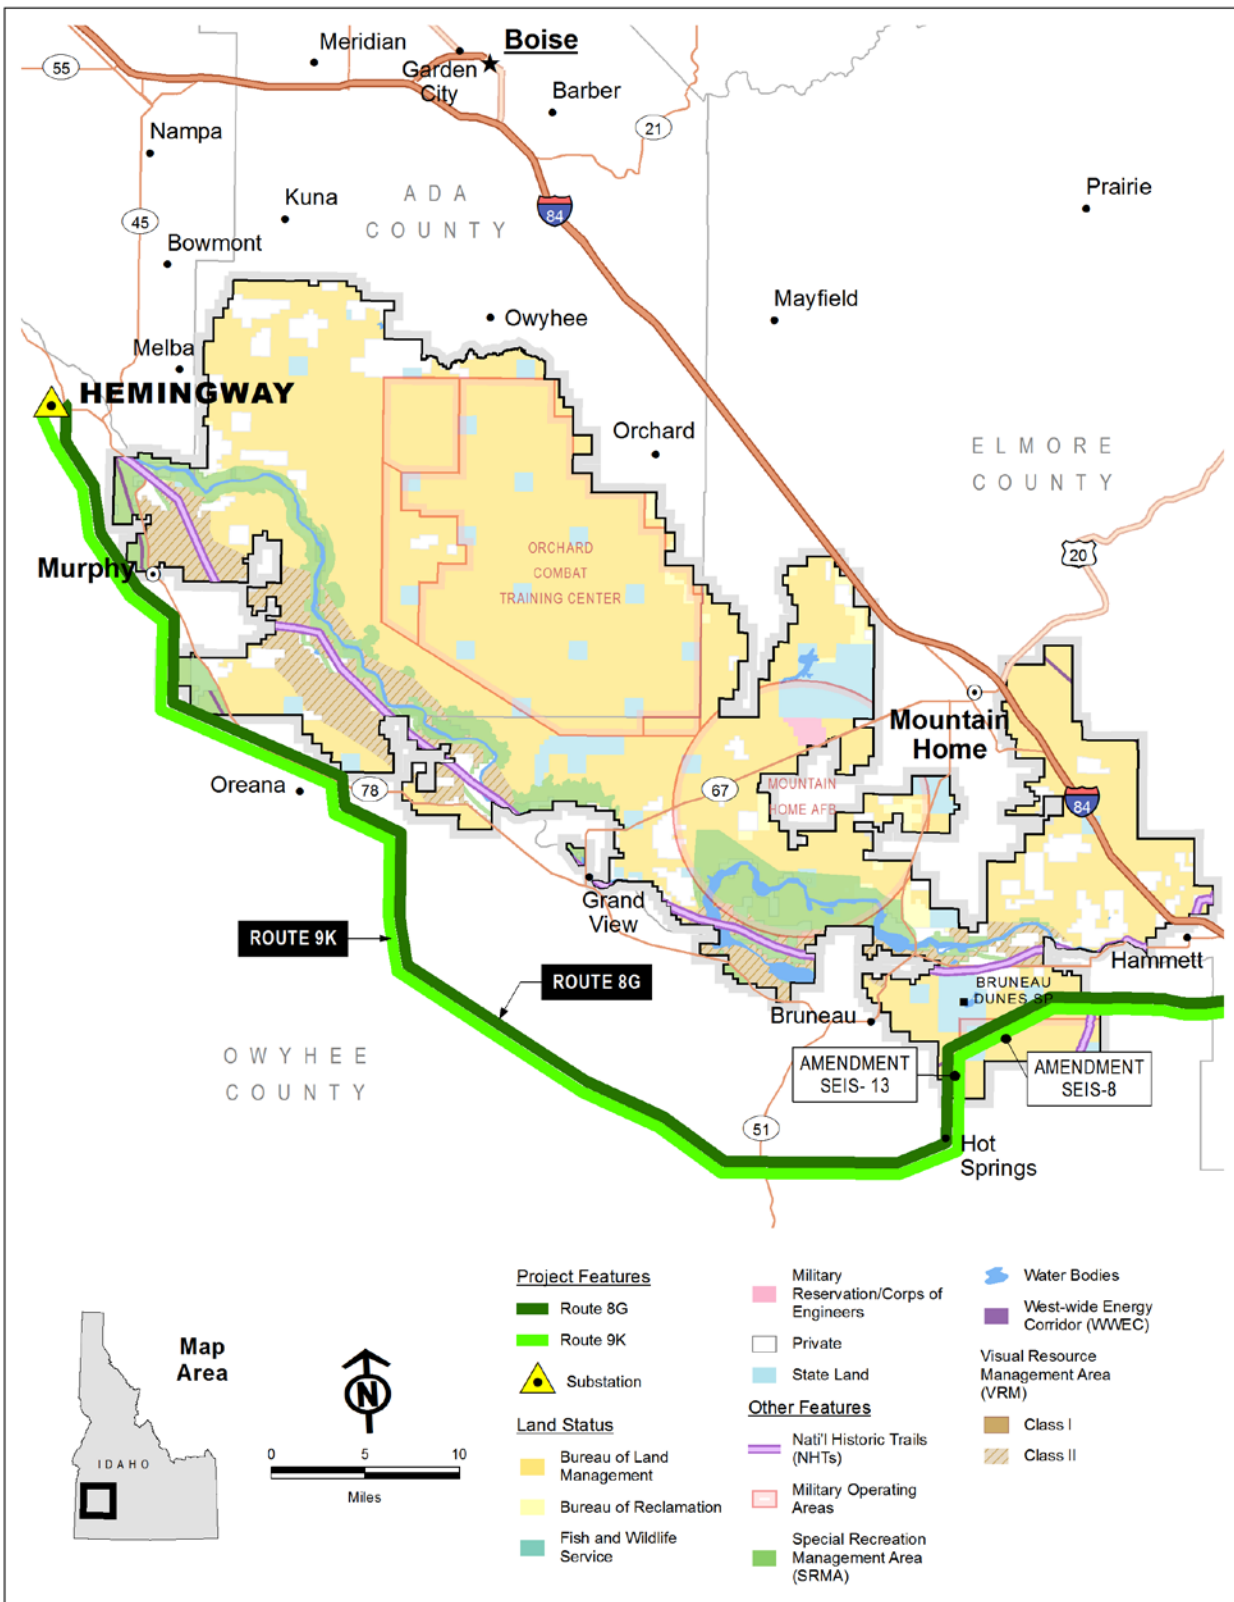 Meridian
Boise
55
Garden
City
Barber
Nampa
21
Prairie
ADA
COUNTY
Kuna
45
84
Bowmont
Mayfield
Owyhee
Melba
HEMINGWAY
Orchard
ELMORE
COUNTY
ORCHARD
COMBAT
TRAINING CENTER
20
Murphy
Mountain
Home
Oreana
78
67
MOUNTAIN
HOME AFB
84
Grand
View
ROUTE 9K
ROUTE 8G
Hammett
BRUNEAU
DUNES SP
Bruneau
OWYHEE
COUNTY
AMENDMENT
SEIS- 13
AMENDMENT
SEIS-8
51
Hot
Springs
Map
Area
IDAHO
N
0 5 10
Miles
Project Features
Route 8G
Route 9K
Substation
Land Status
Bureau of Land
Management
Bureau of Reclamation
Fish and Wildlife
Service
Military
Reservation/Corps of
Engineers
Private
State Land
Other Features
Nat'l Historic Trails
(NHTs)
Military Operating
Areas
Special Recreation
Management Area
(SRMA)
Water Bodies
West-wide Energy
Corridor (WWEC)
Visual Resource
Management Area
(VRM)
Class I
Class II